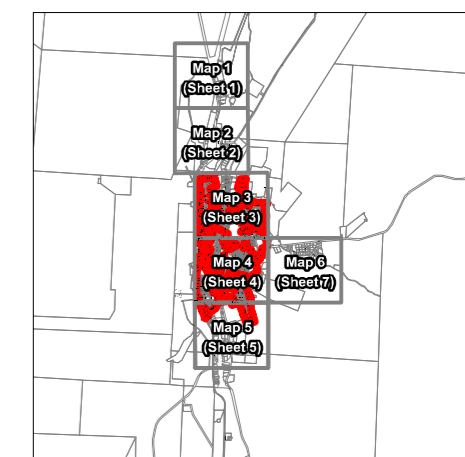 Map 1
(Sheet 1)
Map 2
(Sheet 2)
Map 3
(Sheet 3)
Map 4
(Sheet 4)
Map 6
(Sheet 7)
Map 5
(Sheet 5)